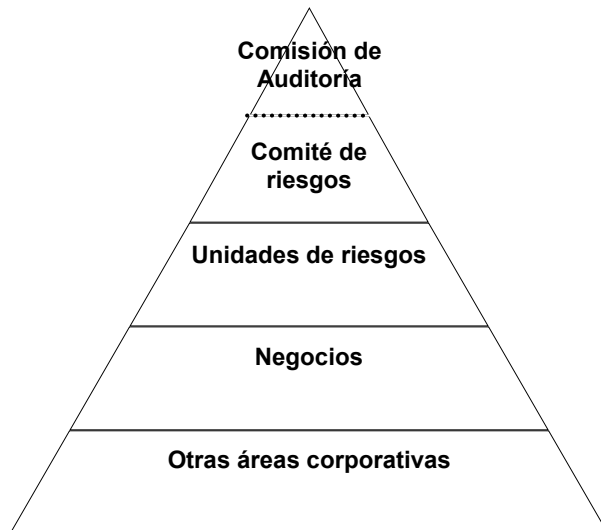 Comisión de
Auditoría
Comité de
riesgos
Unidades de riesgos
Negocios
Otras áreas corporativas